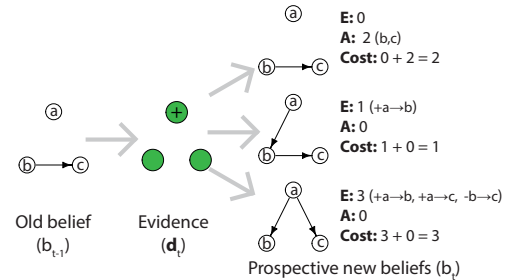 a
E: 0
A: 2 (b,c)
Cost: 0 + 2 = 2
b c
a
b c
+
a
E: 1 (+a→b)
A: 0
Cost: 1 + 0 = 1
b c
a
E: 3 (+a→b, +a→c, -b→c)
A: 0
Cost: 3 + 0 = 3
b c
Old belief
(bt-1)
Evidence
(dt)
Prospective new beliefs (bt)